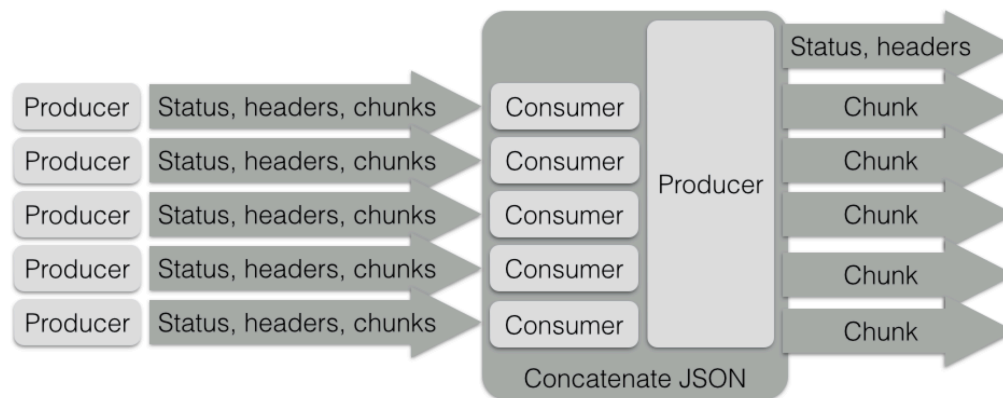 Status, headers
Producer Status, headers, chunks Consumer Chunk
Producer Status, headers, chunks Consumer Chunk
Producer Status, headers, chunks Consumer Producer Chunk
Producer Status, headers, chunks Consumer Chunk
Producer Status, headers, chunks Consumer Chunk
Concatenate JSON